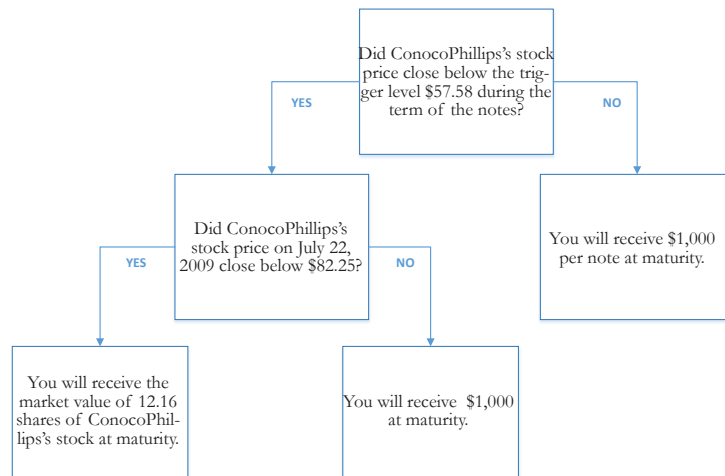 Did ConocoPhillips's stock
price close below the trig-
ger level $57.58 during the
term of the notes?
YES
NO
Did ConocoPhillips's
stock price on July 22,
2009 close below $82.25?
You will receive $1,000
per note at maturity.
YES
NO
You will receive the
market value of 12.16
shares of ConocoPhil-
lips's stock at maturity.
You will receive $1,000
at maturity.